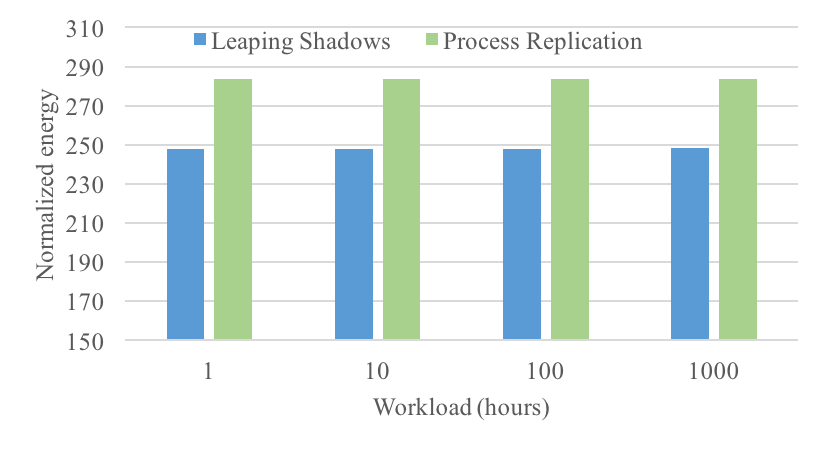 310
Leaping Shadows Process Replication
290
270
250
230
210
190
170
150
Normalized energy
1 10 100 1000
Workload (hours)